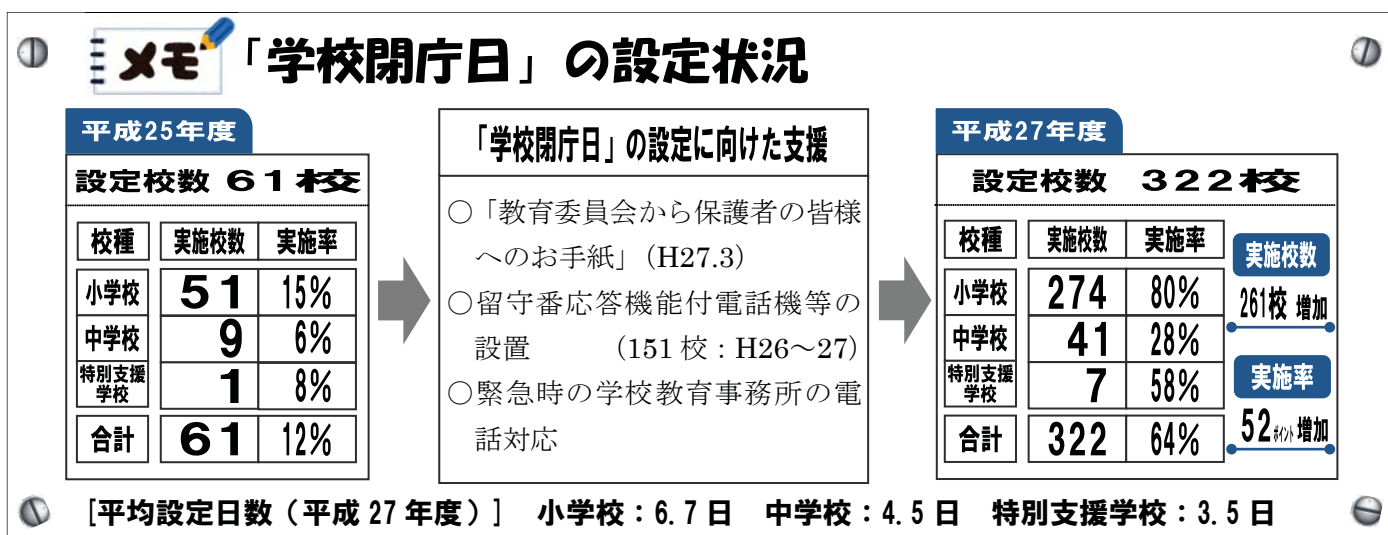 メモ「学校閉庁日」の設定状況
平成25年度
設定校数 61校
校種 実施校数 実施率
小学校 51 15%
中学校 9 6%
特別支援
学校 1 8%
合計 61 12%
「学校閉庁日」の設定に向けた支援
○「教育委員会から保護者の皆様
へのお手紙」(H27.3)
○留守番応答機能付電話機等の
設置 (151校:H26~27)
○緊急時の学校教育事務所の電
話対応
平成27年度
設定校数 322校
校種 実施校数 実施率
小学校 274 80%
中学校 41 28%
特別支援
学校 7 58%
合計 322 64%
実施校数
261校 増加
実施率
52ポイント増加
[平均設定日数(平成27年度)] 小学校:6.7日 中学校:4.5日 特別支援学校:3.5日